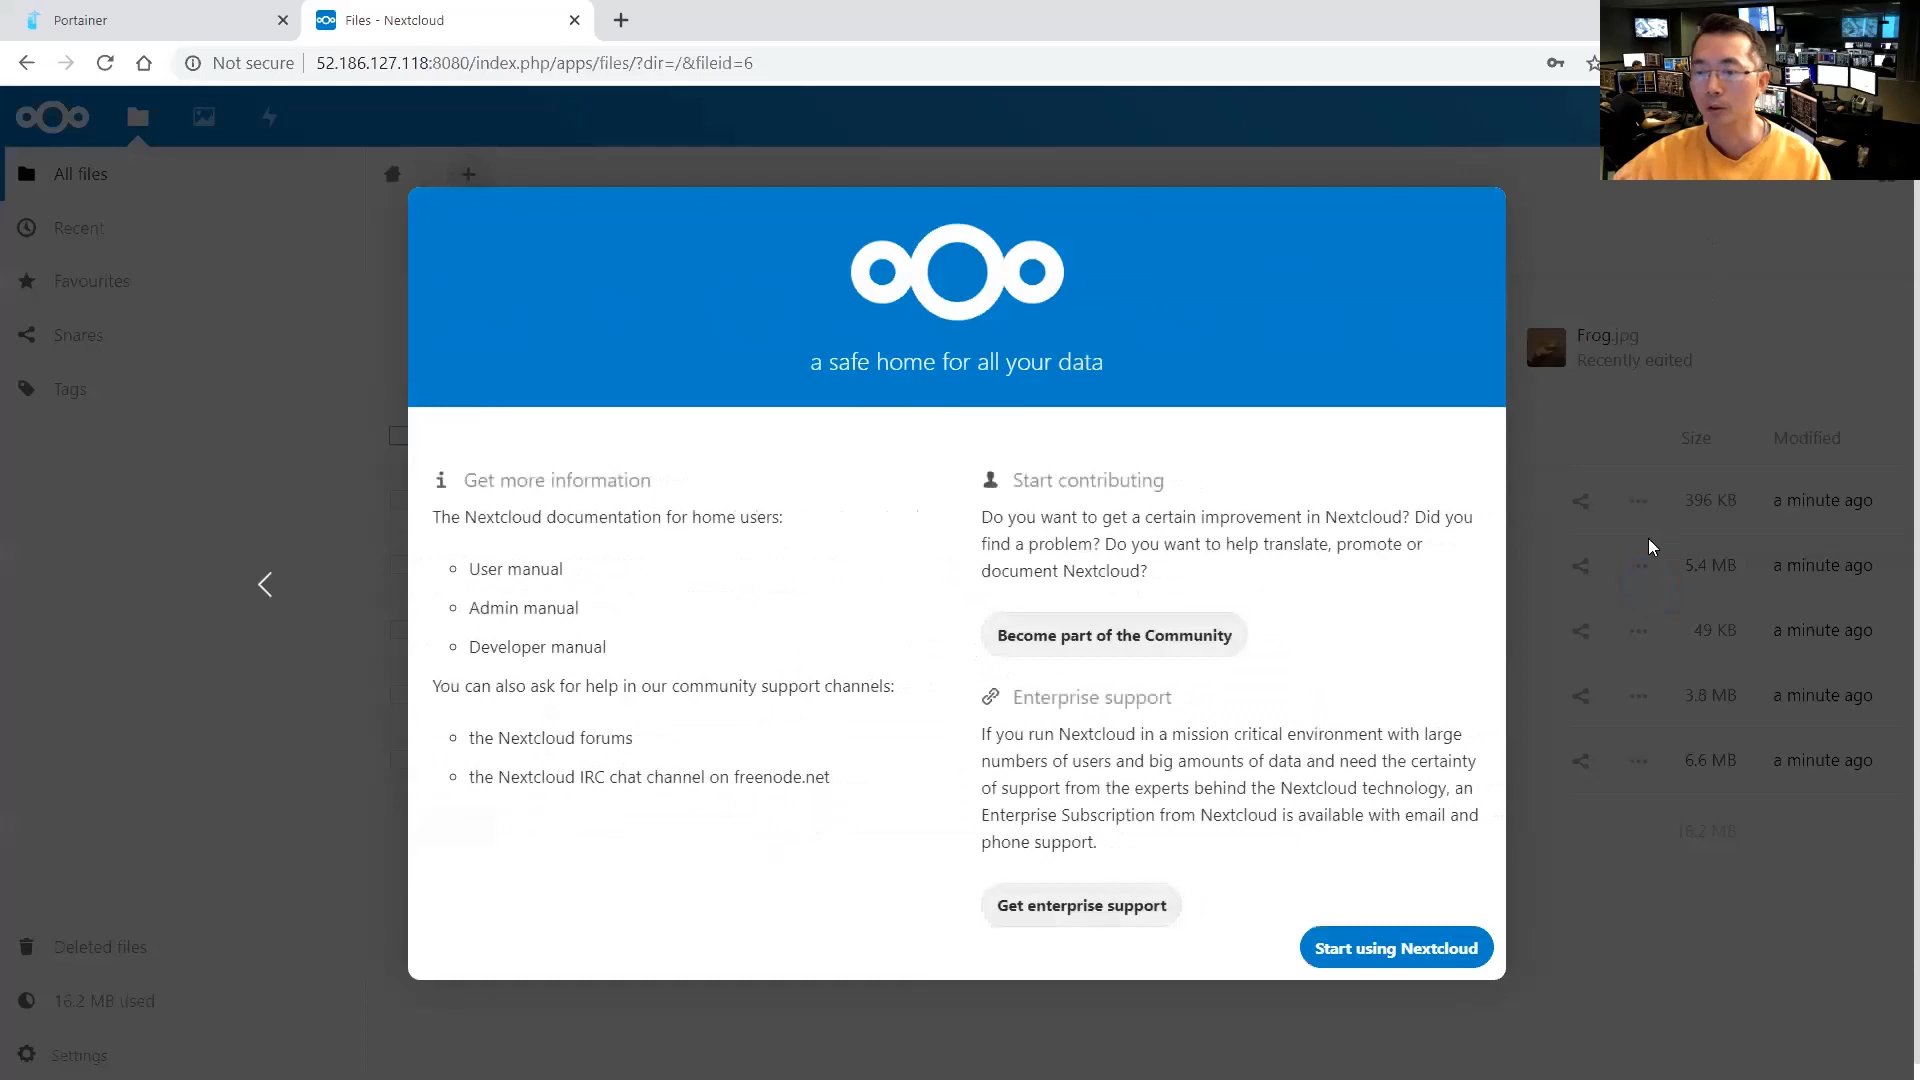 Portainer
Files - Nextcloud
Not secure
52.186.127.118:8080/index.php/apps/files/?dir=/&fileid=6
All files
Recent
Favourites
Shares
Tags
a safe home for all your data
Frog.jpg
Recently edited
Size Modified
i Get more information
The Nextcloud documentation for home users:
User manual
Admin manual
Developer manual
You can also ask for help in our community support channels:
the Nextcloud forums
the Nextcloud IRC chat channel on freenode.net
Start contributing
Do you want to get a certain improvement in Nextcloud? Did you
find a problem? Do you want to help translate, promote or
document Nextcloud?
Become part of the Community
Enterprise support
If you run Nextcloud in a mission critical environment with large
numbers of users and big amounts of data and need the certainty
of support from the experts behind the Nextcloud technology, an
Enterprise Subscription from Nextcloud is available with email and
phone support.
Get enterprise support
Start using Nextcloud
396 KB a minute ago
5.4 MB a minute ago
49 KB a minute ago
3.8 MB a minute ago
6.6 MB a minute ago
16.2 MB
Deleted files
16.2 MB used
Settings